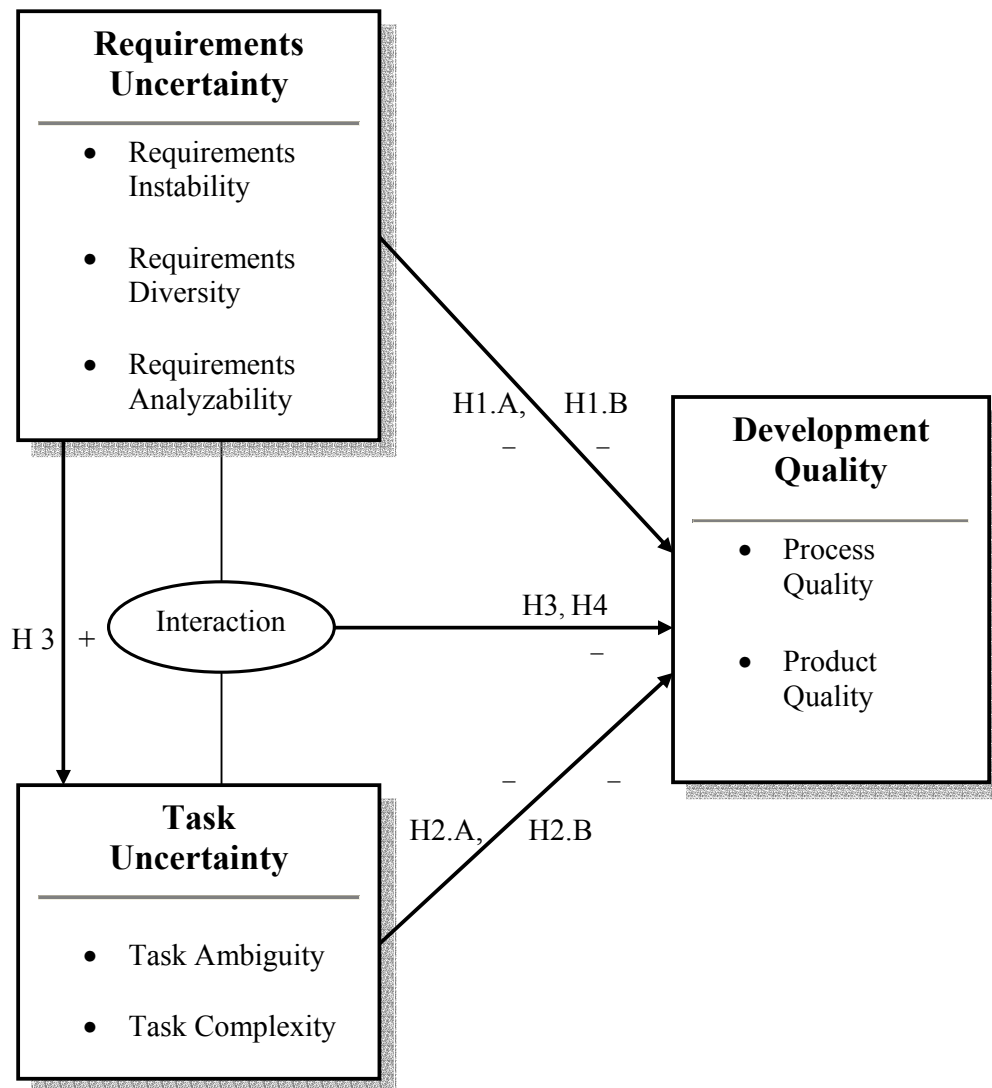 Requirements
Uncertainty
• Requirements
Instability
• Requirements
Diversity
• Requirements
Analyzability
H1.A, H1.B
– –
Development
Quality
• Process
Quality
• Product
Quality
H 3 +
Interaction
H3, H4
–
– –
H2.A, H2.B
Task
Uncertainty
• Task Ambiguity
• Task Complexity